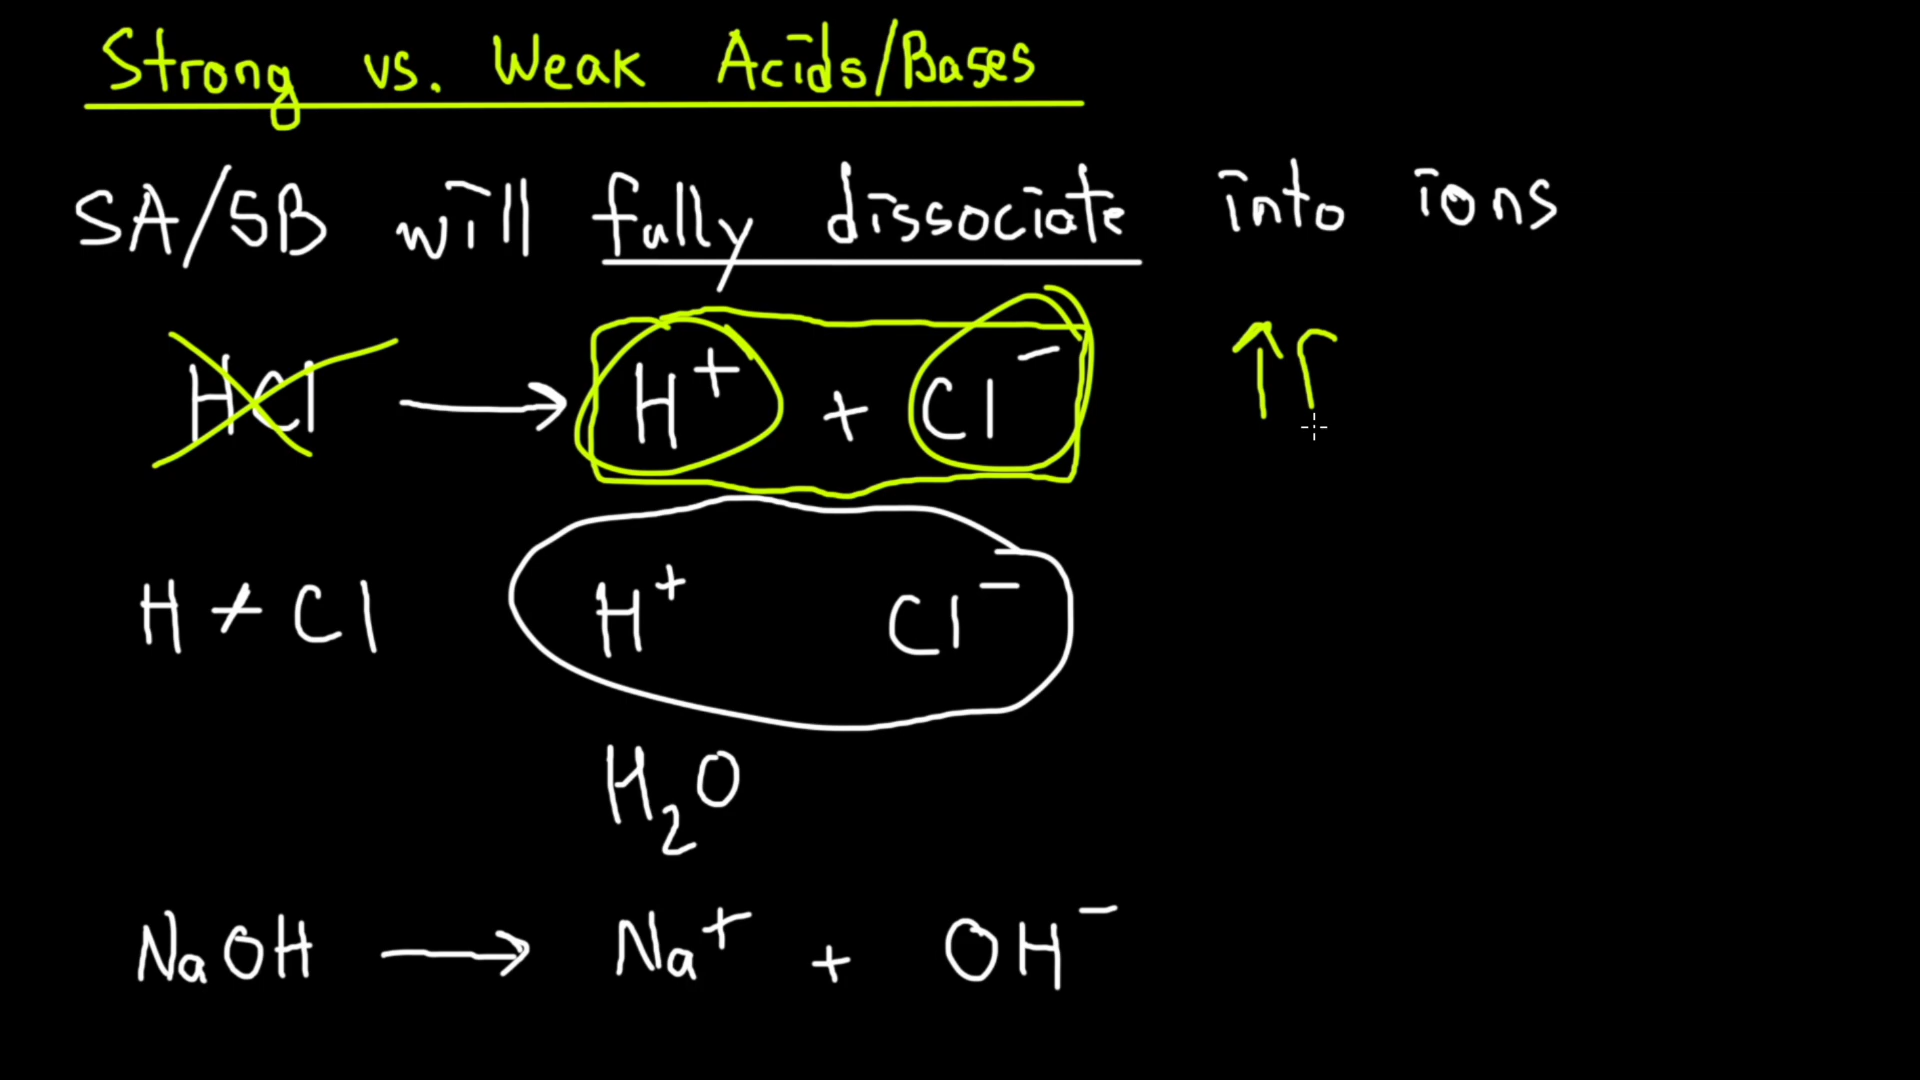 Strong vs. Weak Acids/Bases
SA/SB will fully dissociate into ions
HCl → H⁺ + Cl⁻ ↑
H + Cl H⁺ Cl⁻
H₂O
NaOH → Na⁺ + OH⁻